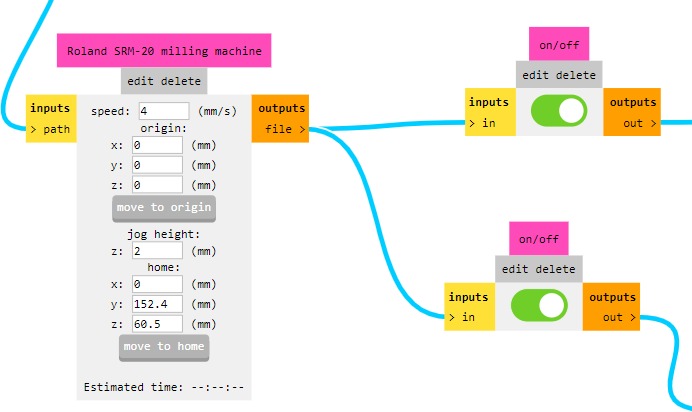 Roland SRM-20 milling machine
edit delete
inputs
> path
speed: 4 (mm/s)
origin:
x: 0 (mm)
y: 0 (mm)
z: 0 (mm)
move to origin
jog height:
z: 2 (mm)
home:
x: 0 (mm)
y: 152.4 (mm)
z: 60.5 (mm)
move to home
Estimated time: --:--:--
outputs
file >
on/off
edit delete
inputs
> in
outputs
out >
on/off
edit delete
inputs
> in
outputs
out >